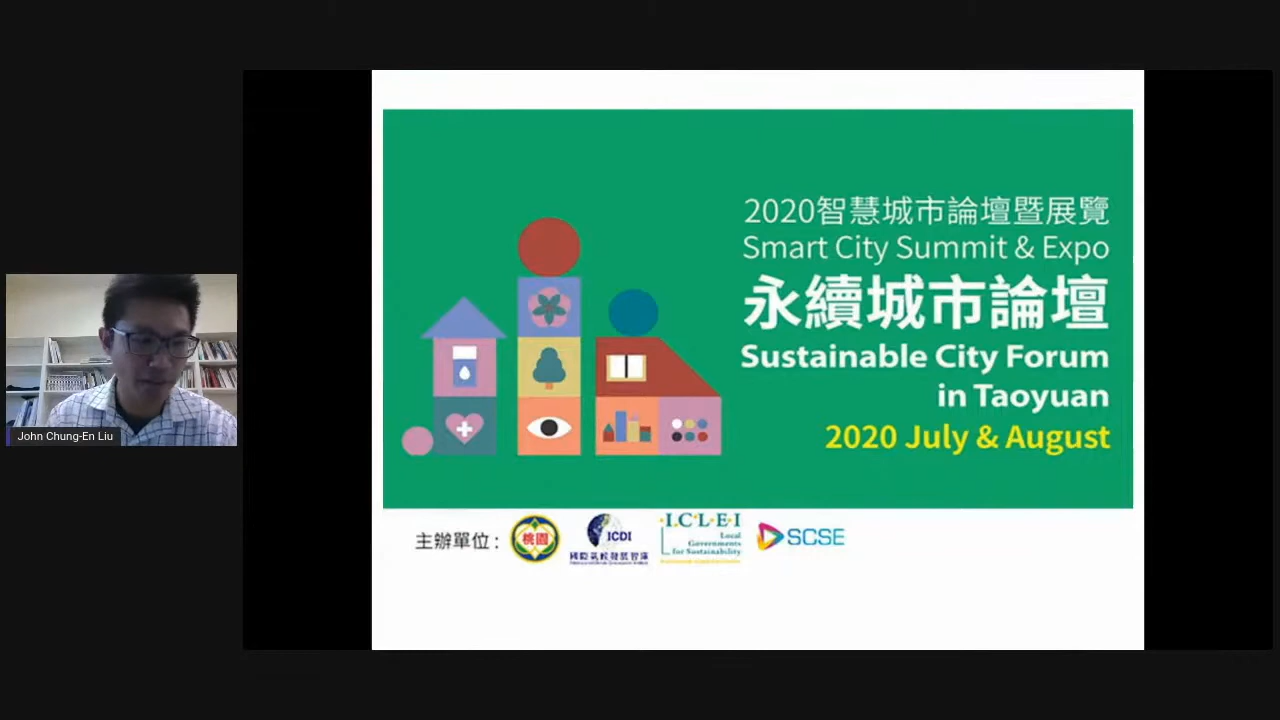 2020智慧城市論壇暨展覽
Smart City Summit & Expo
永續城市論壇
Sustainable City Forum
in Taoyuan
2020 July & August
John Chung-En Liu
主辦單位 :
桃園
ICDI
國際氣候發展智庫
I.C.L.E.I
Local
Governments
for Sustainability
SCSE